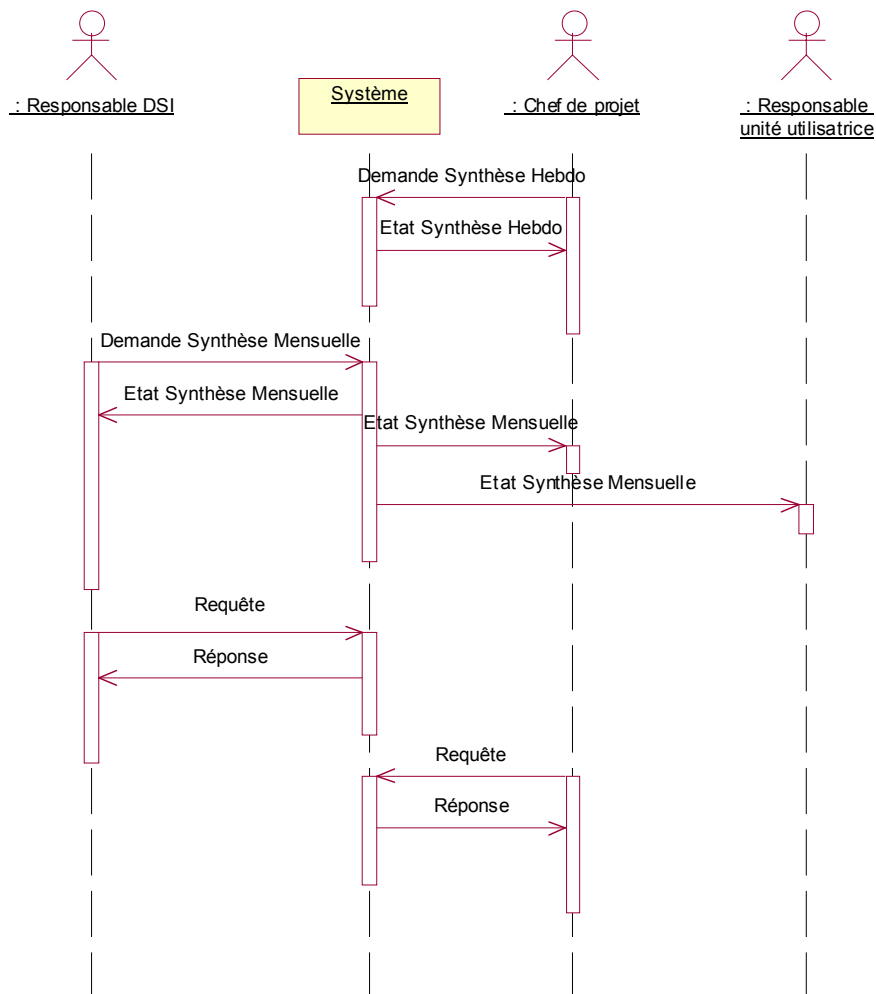 : Responsable DSI
Système
: Chef de projet
: Responsable
unité utilisatrice
Demande Synthèse Hebdo
Etat Synthèse Hebdo
Demande Synthèse Mensuelle
Etat Synthèse Mensuelle
Etat Synthèse Mensuelle
Etat Synthèse Mensuelle
Requête
Réponse
Requête
Réponse